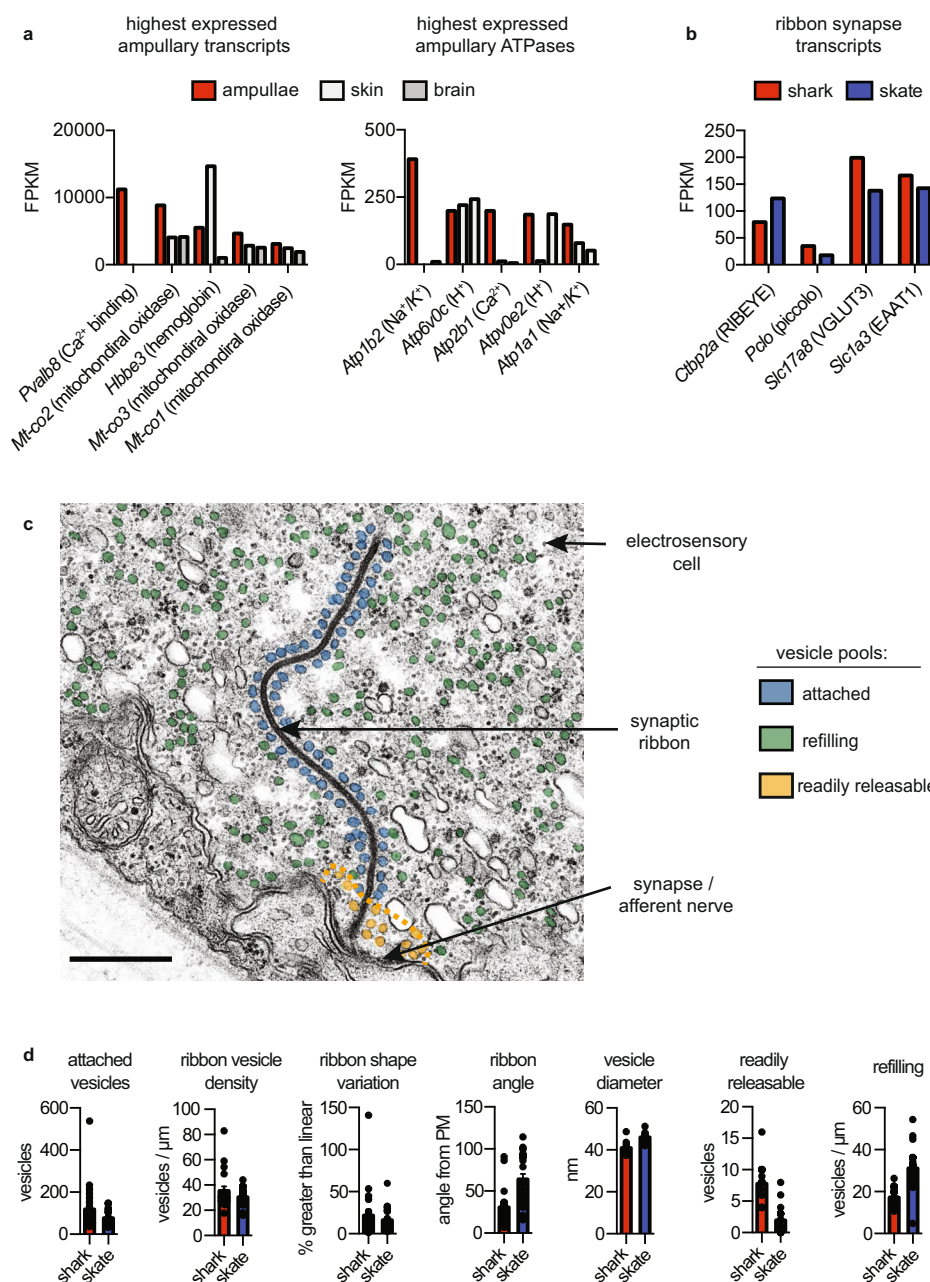 a
highest expressed
ampullary transcripts
highest expressed
ampullary ATPases
ampullae
skin
brain
FPKM
20000
10000
0
Pvalb8 (Ca²⁺ binding)
Mt-co2 (mitochondiral oxidase)
Hbbe3 (hemoglobin)
Mt-co3 (mitochondiral oxidase)
Mt-co1 (mitochondiral oxidase)
FPKM
500
250
0
Atp1b2 (Na⁺/K⁺)
Atp6v0c (H⁺)
Atp2b1 (Ca²⁺)
Atpv0e2 (H⁺)
Atp1a1 (Na+/K⁺)
b
ribbon synapse
transcripts
shark
skate
FPKM
250
200
150
100
50
0
Ctbp2a (RIBEYE)
Pclo (piccolo)
Slc17a8 (VGLUT3)
Slc1a3 (EAAT1)
c
electrosensory
cell
synaptic
ribbon
synapse /
afferent nerve
vesicle pools:
attached
refilling
readily releasable
d
attached
vesicles
vesicles
600
400
200
0
shark
skate
ribbon vesicle
density
vesicles / µm
100
80
60
40
20
0
shark
skate
ribbon shape
variation
% greater than linear
150
100
50
0
shark
skate
ribbon
angle
angle from PM
150
100
50
0
shark
skate
vesicle
diameter
nm
60
40
20
0
shark
skate
readily
releasable
vesicles
20
15
10
5
0
shark
skate
refilling
vesicles / µm
60
40
20
0
shark
skate